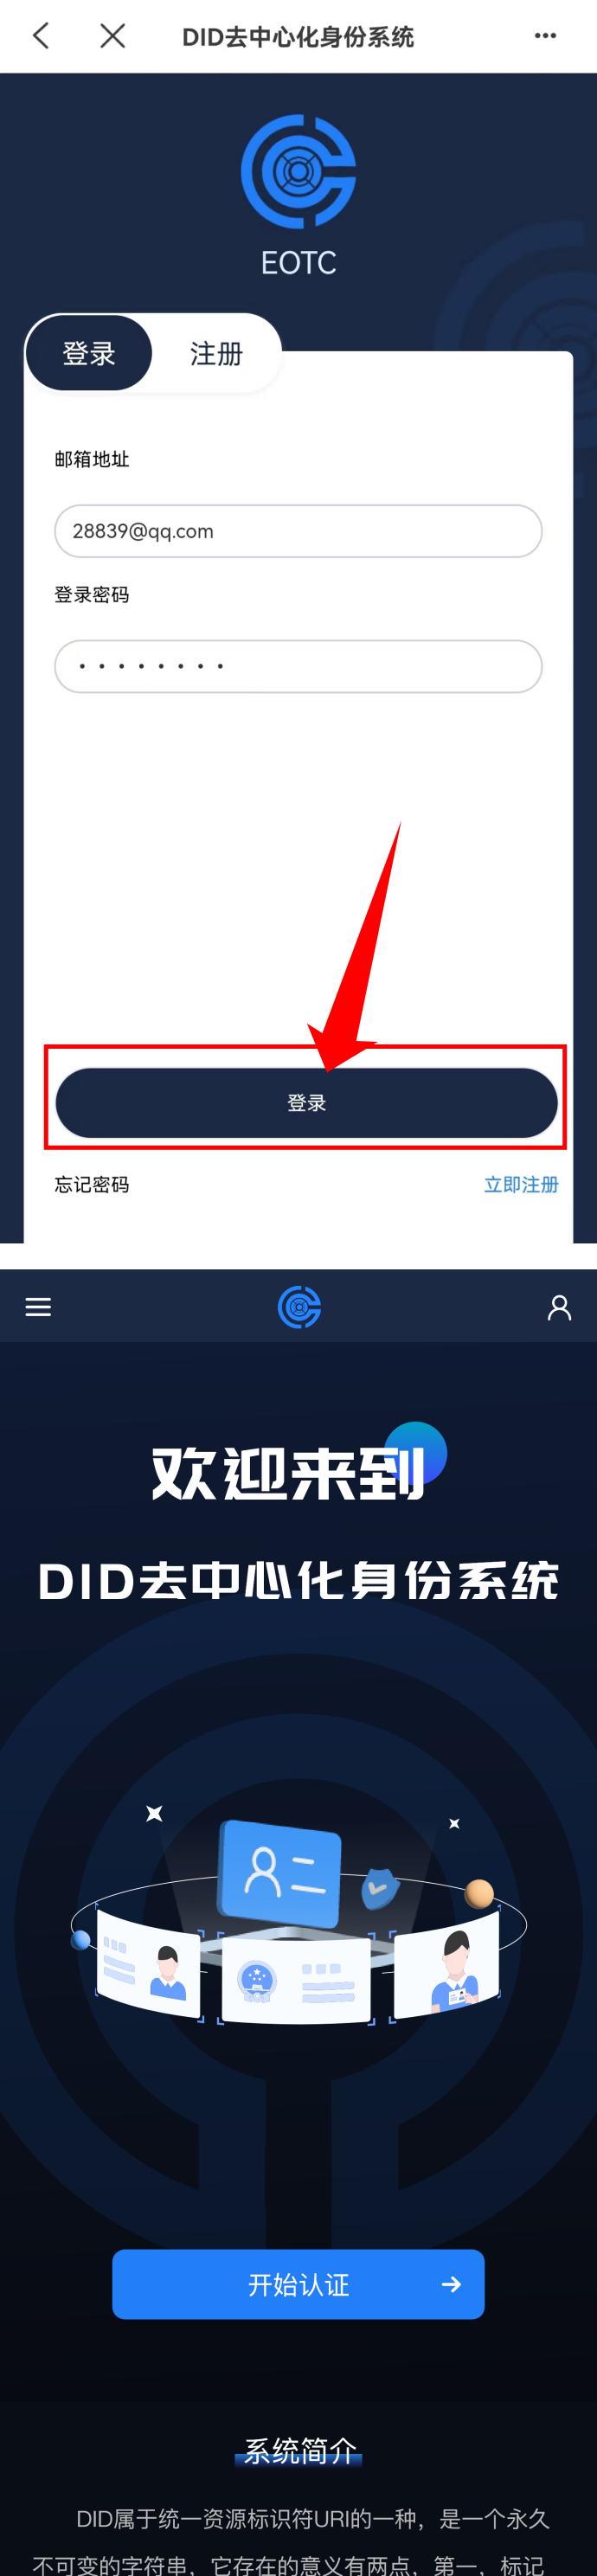 DID去中心化身份系统
EOTC
登录 注册
邮箱地址
28839@qq.com
登录密码
登录
忘记密码 立即注册
欢迎来到
DID去中心化身份系统
开始认证
系统简介
DID属于统一资源标识符URI的一种，是一个永久
不可变的字符串，它存在的意义有两点，第一，标记